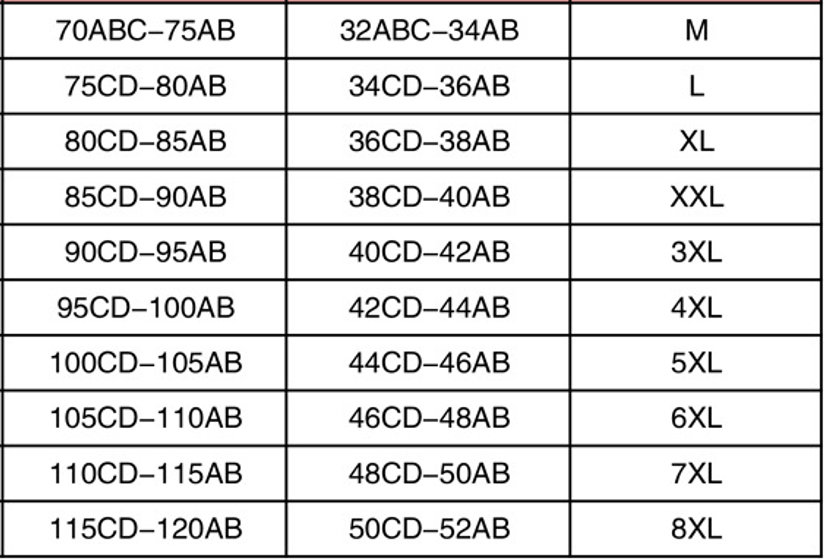 70ABC–75AB 32ABC–34AB M
75CD–80AB 34CD–36AB L
80CD–85AB 36CD–38AB XL
85CD–90AB 38CD–40AB XXL
90CD–95AB 40CD–42AB 3XL
95CD–100AB 42CD–44AB 4XL
100CD–105AB 44CD–46AB 5XL
105CD–110AB 46CD–48AB 6XL
110CD–115AB 48CD–50AB 7XL
115CD–120AB 50CD–52AB 8XL